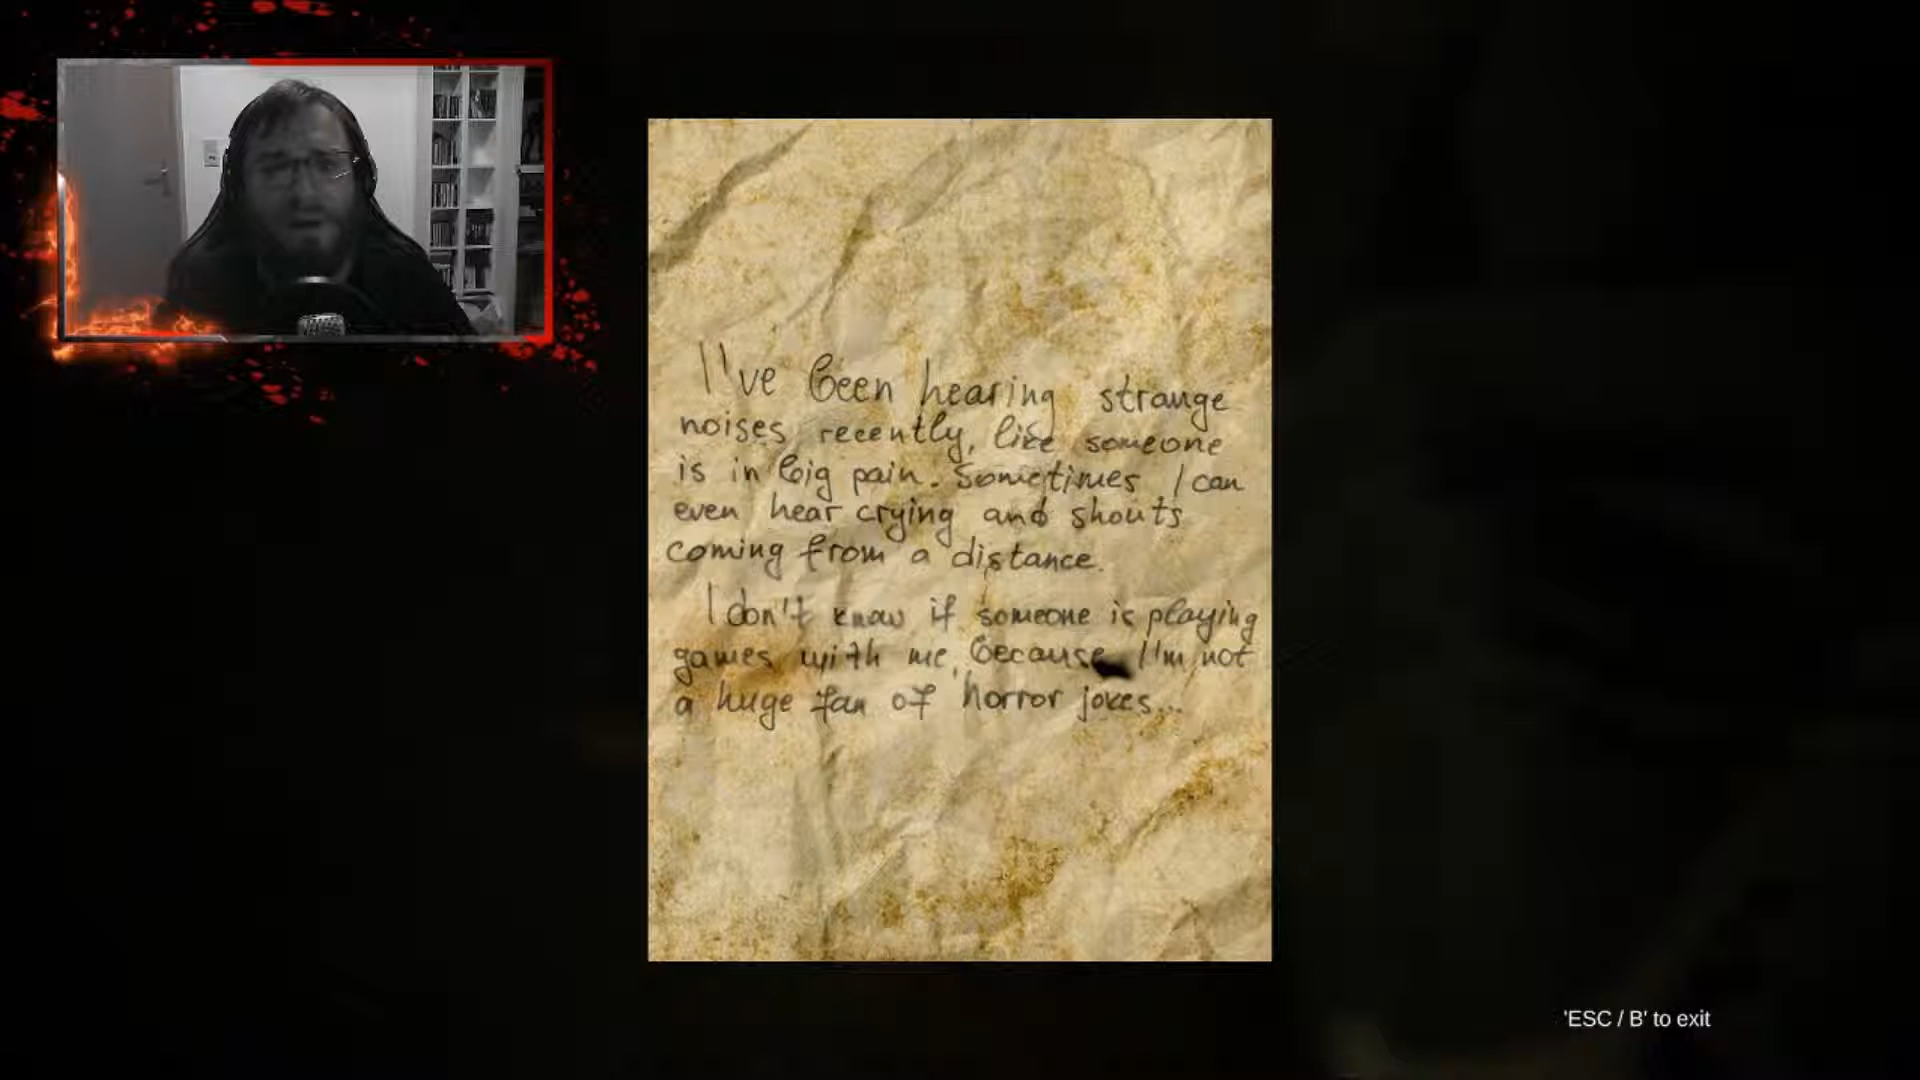 I've been hearing strange
noises recently, like someone
is in big pain. Sometimes I can
even hear crying and shouts
coming from a distance.
I don't know if someone is playing
games with me, because I'm not
a huge fan of horror jokes...
'ESC / B' to exit